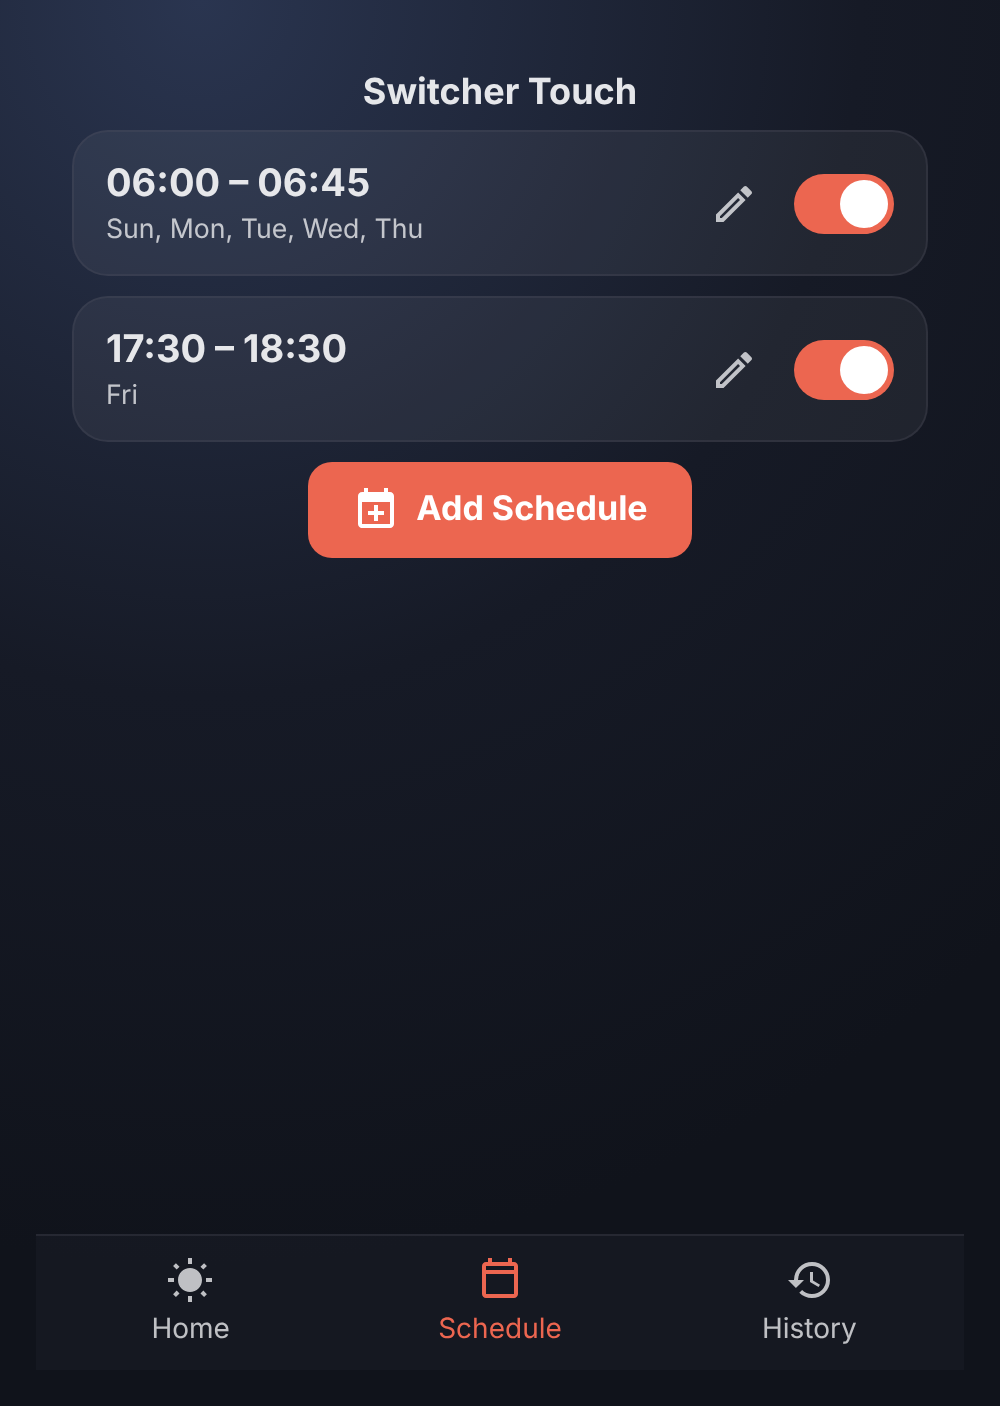 Switcher Touch
06:00 – 06:45
Sun, Mon, Tue, Wed, Thu
17:30 – 18:30
Fri
Add Schedule
Home
Schedule
History